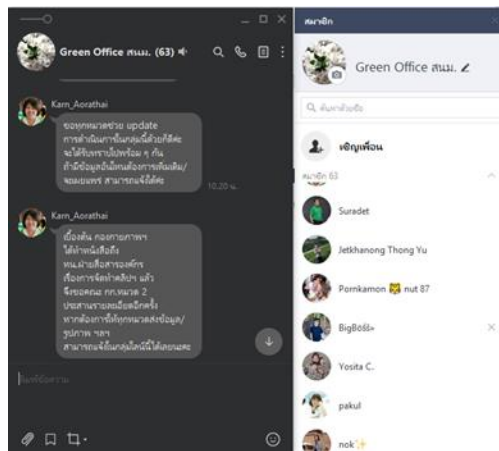 Green Office สนม. (63)
Karn_Aorathai
ขอทุกหมวดช่วย update
การดำเนินการในกลุ่มนี้ด้วยก็ดีค่ะ
จะได้รับทราบไปพร้อม ๆ กัน
ถ้ามีข้อมูลอันไหนต้องการเพิ่มเติม/
จะเผยแพร่ สามารถแจ้งได้ค่ะ
10.20 น.
Karn_Aorathai
เบื้องต้น กองกายภาพฯ
ได้ทำหนังสือถึง
หน.ฝ่ายสื่อสารองค์กร
เรื่องการจัดทำคลิปฯ แล้ว
จึงขอคณะ กก.หมวด 2
ประสานรายละเอียดอีกครั้ง
หากต้องการให้ทุกหมวดส่งข้อมูล/
รูปภาพ ฯลฯ
สามารถแจ้งในกลุ่มไลน์นี้ได้เลยนะคะ
พิมพ์ข้อความ
สมาชิก
Green Office สนม.
ค้นหาด้วยชื่อ
เชิญเพื่อน
สมาชิก 63
Suradet
Jetkhanong Thong Yu
Pornkamon 🐯 nut 87
Yosita C.
pakul
nok✨